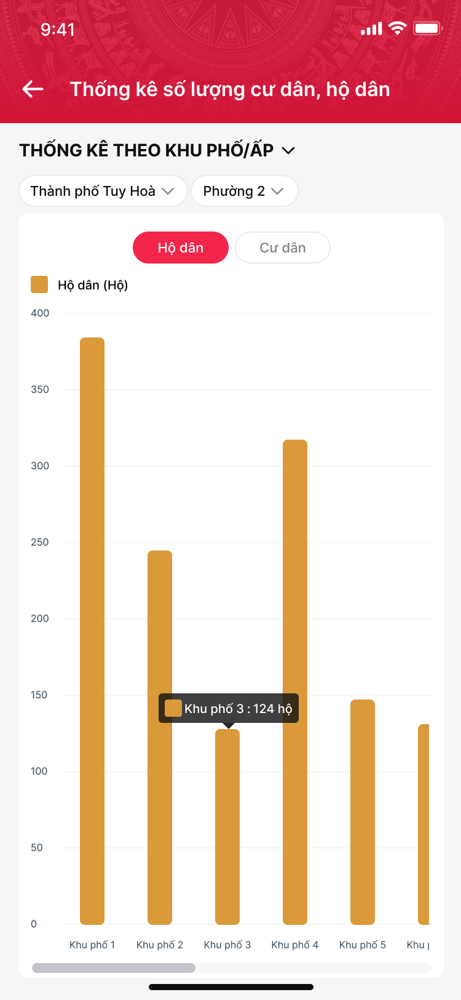 9:41
Thống kê số lượng cư dân, hộ dân
THỐNG KÊ THEO KHU PHỐ/ẤP
Thành phố Tuy Hoà
Phường 2
Hộ dân
Cư dân
Hộ dân (Hộ)
400
350
300
250
200
150
100
50
0
Khu phố 3 : 124 hộ
Khu phố 1
Khu phố 2
Khu phố 3
Khu phố 4
Khu phố 5
Khu